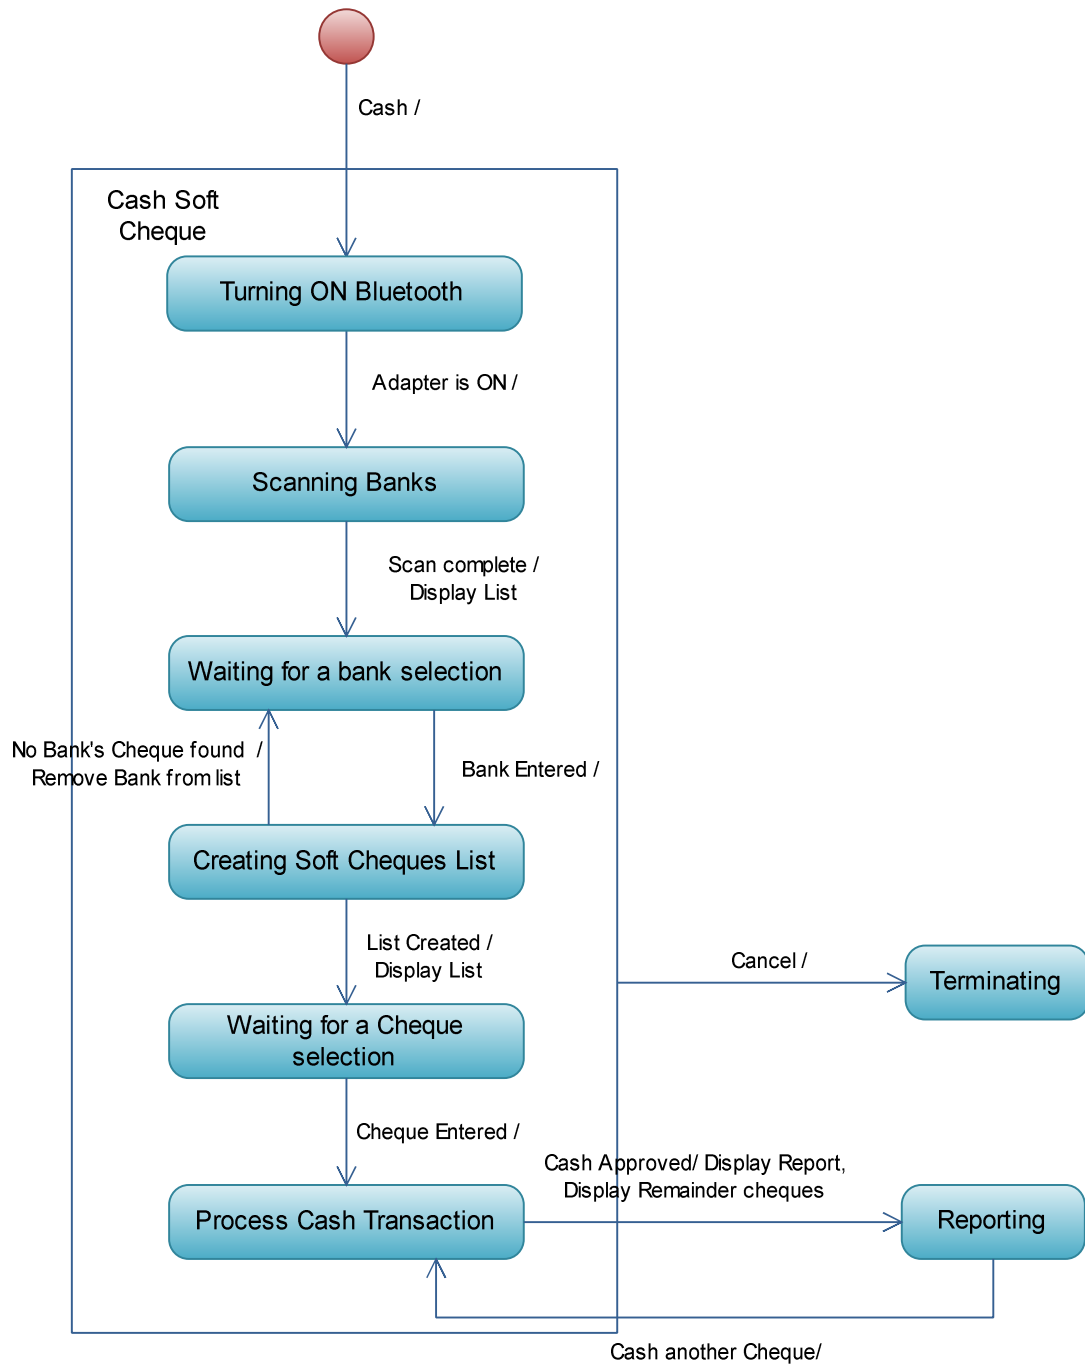 Cash /
Cash Soft
Cheque
Turning ON Bluetooth
Adapter is ON /
Scanning Banks
Scan complete /
Display List
Waiting for a bank selection
No Bank's Cheque found /
Remove Bank from list
Bank Entered /
Creating Soft Cheques List
List Created /
Display List
Cancel /
Terminating
Waiting for a Cheque
selection
Cheque Entered /
Cash Approved/ Display Report,
Display Remainder cheques
Process Cash Transaction
Reporting
Cash another Cheque/